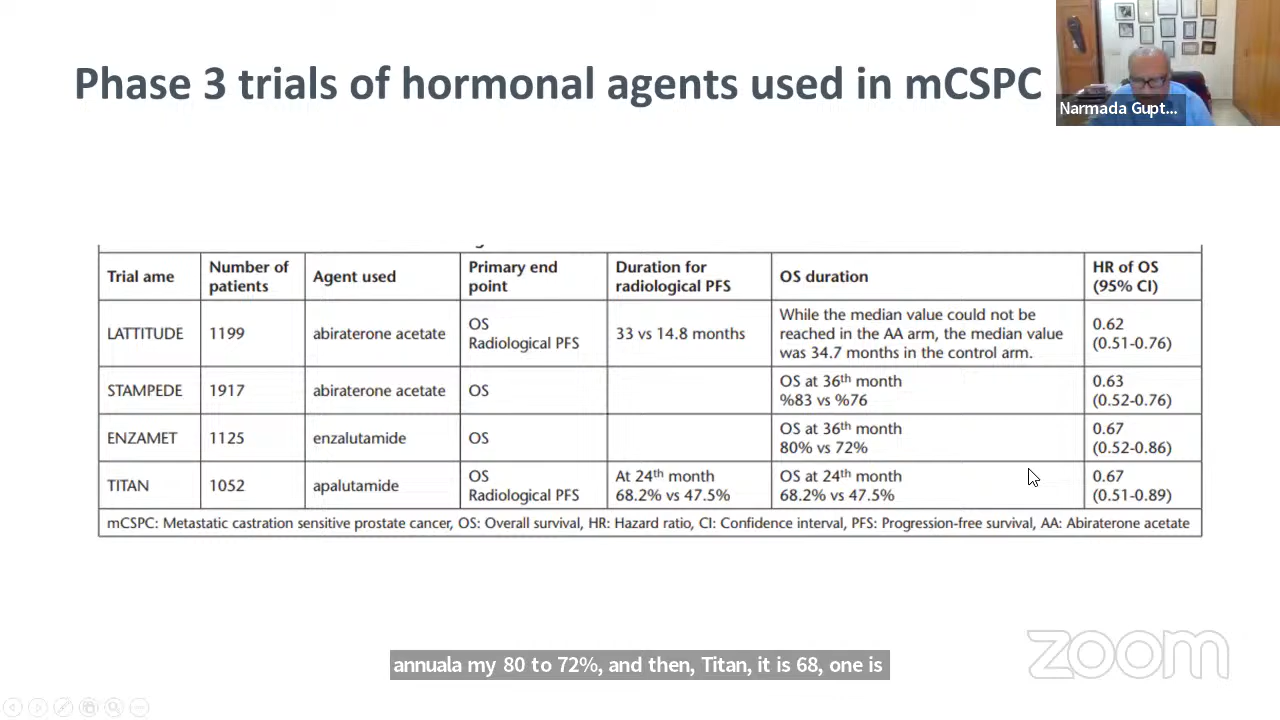 Phase 3 trials of hormonal agents used in mCSPC
Narmada Gupt...
Trial ame
Number of
patients
Agent used
Primary end
point
Duration for
radiological PFS
OS duration
HR of OS
(95% CI)
LATTITUDE
1199
abiraterone acetate
OS
Radiological PFS
33 vs 14.8 months
While the median value could not be
reached in the AA arm, the median value
was 34.7 months in the control arm.
0.62
(0.51-0.76)
STAMPEDE
1917
abiraterone acetate
OS
OS at 36th month
%83 vs %76
0.63
(0.52-0.76)
ENZAMET
1125
enzalutamide
OS
OS at 36th month
80% vs 72%
0.67
(0.52-0.86)
TITAN
1052
apalutamide
OS
Radiological PFS
At 24th month
68.2% vs 47.5%
OS at 24th month
68.2% vs 47.5%
0.67
(0.51-0.89)
mCSPC: Metastatic castration sensitive prostate cancer, OS: Overall survival, HR: Hazard ratio, CI: Confidence interval, PFS: Progression-free survival, AA: Abiraterone acetate
annuala my 80 to 72%, and then, Titan, it is 68, one is
zoom